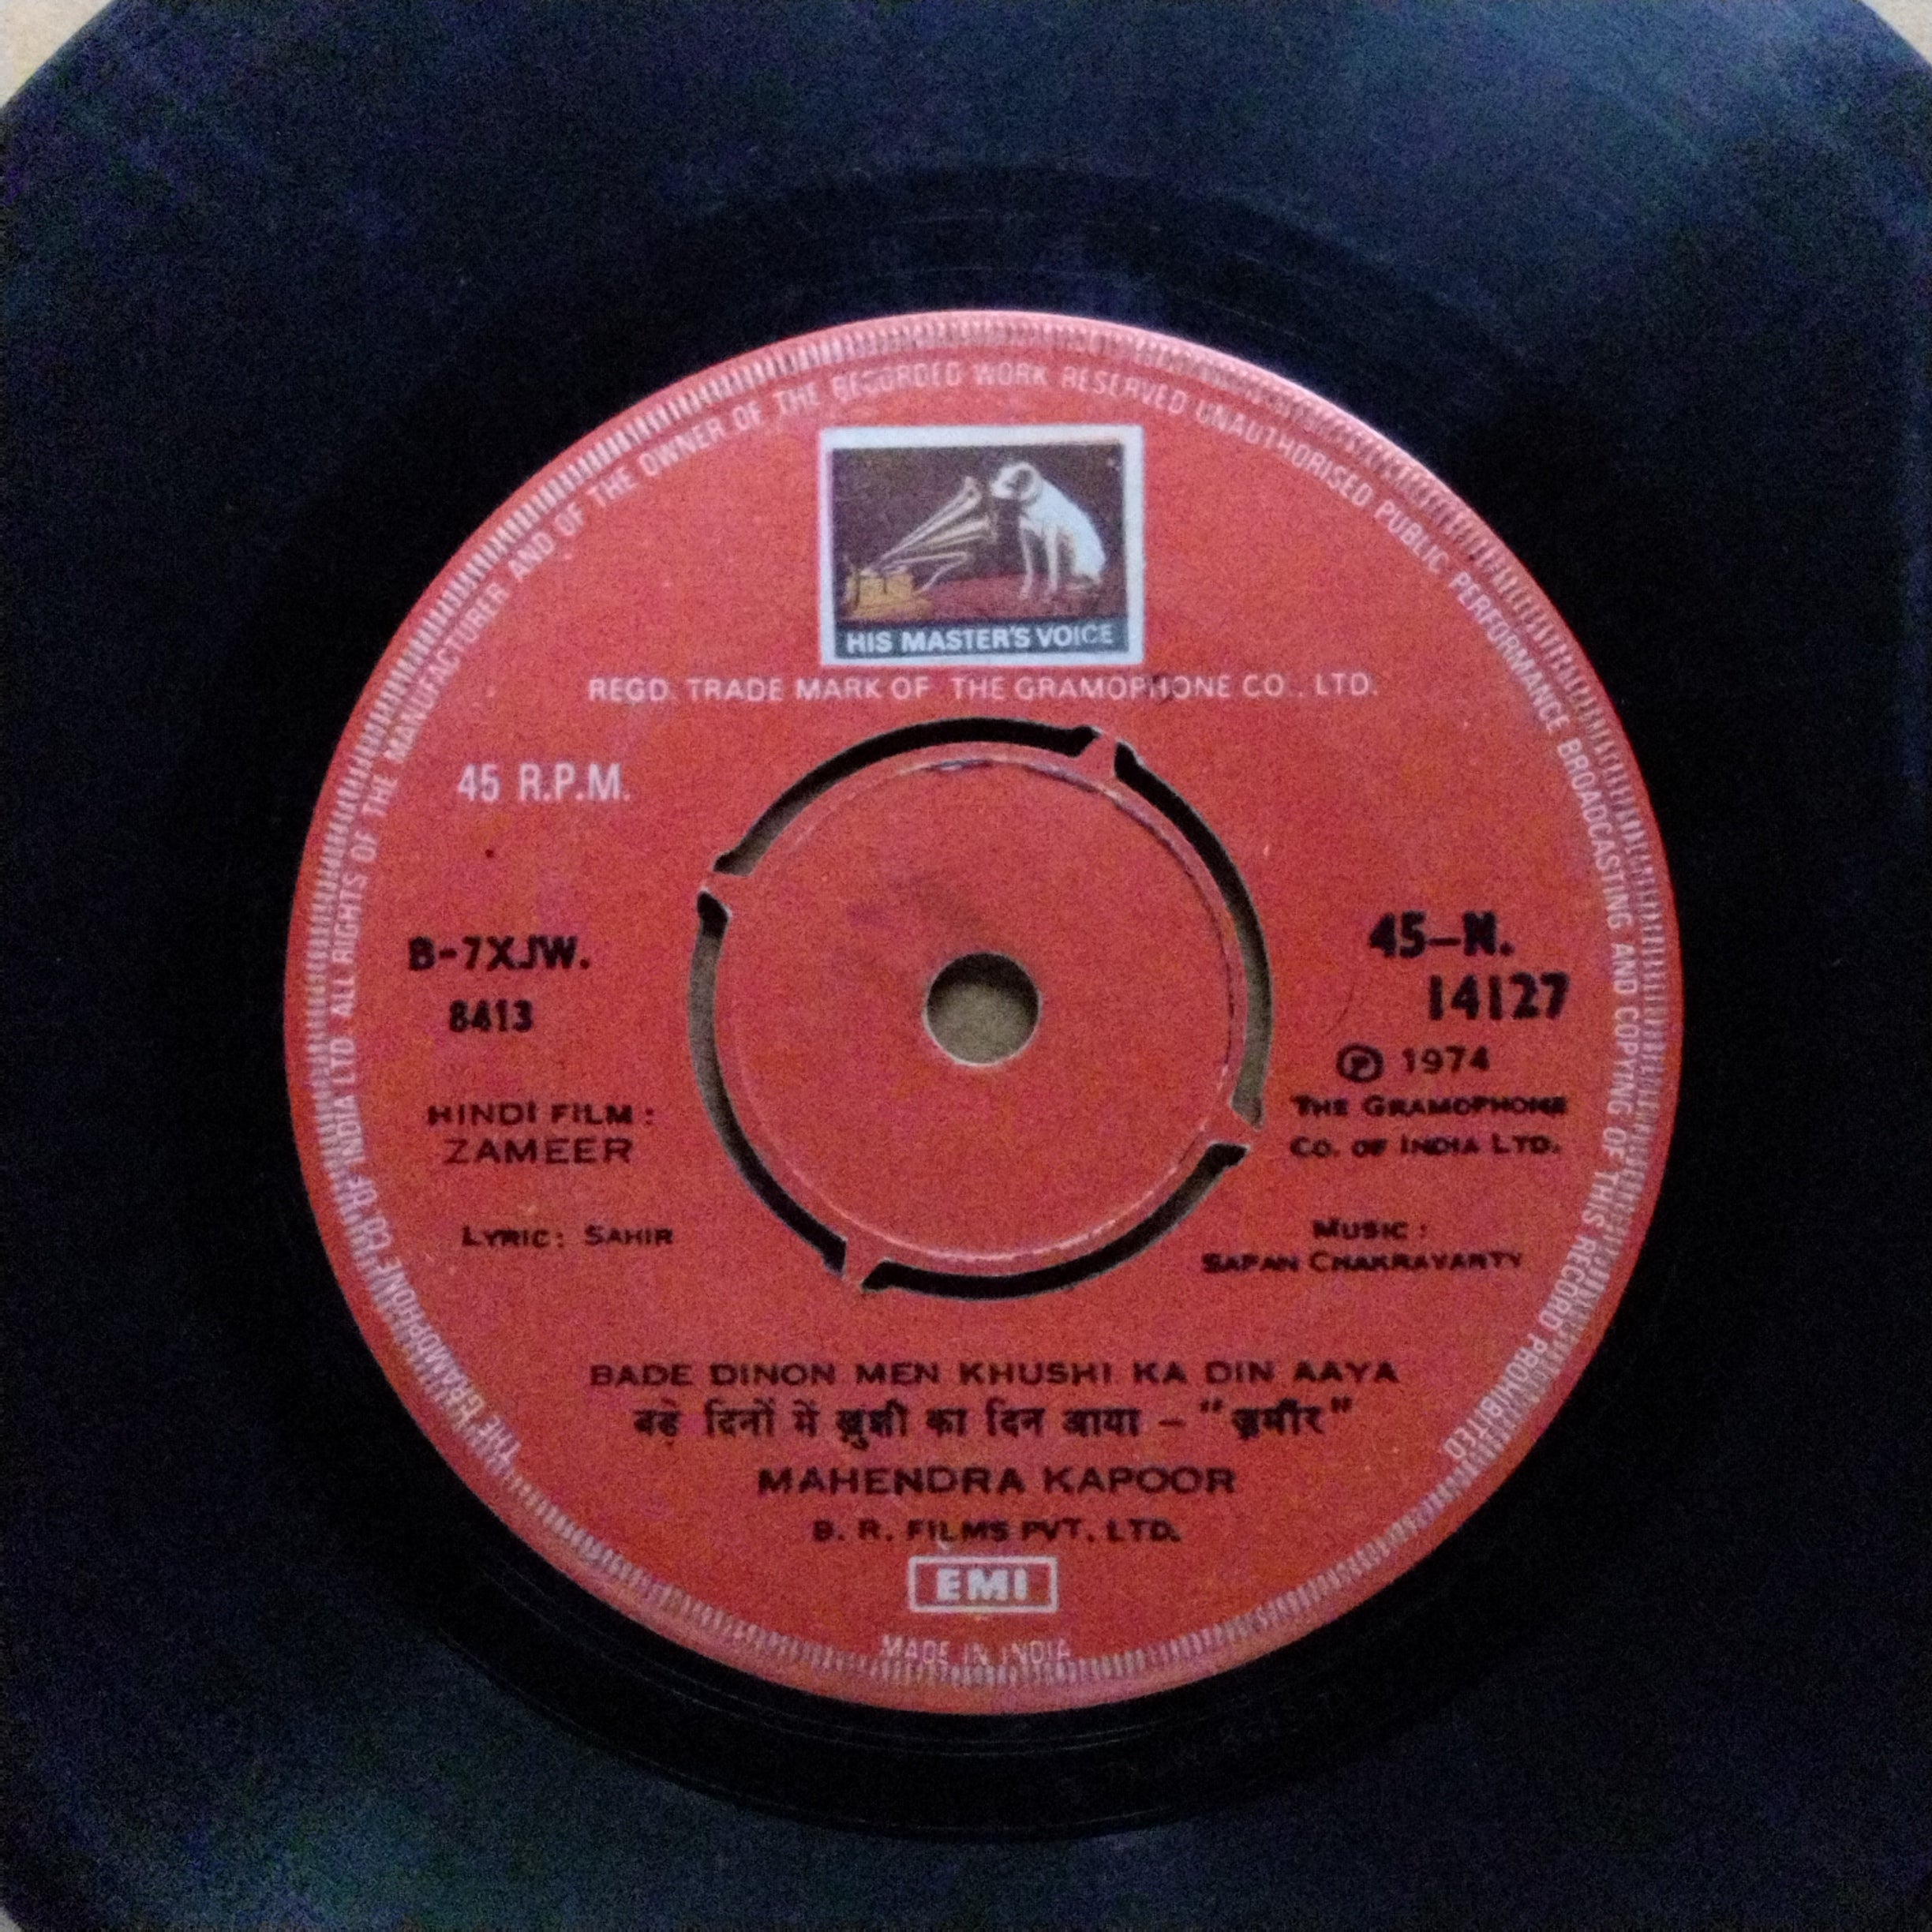 THE GRAMOPHONE CO OF INDIA LTD. ALL RIGHTS OF THE MANUFACTURER AND OF THE OWNER OF THE RECORDED WORK RESERVED UNAUTHORISED PUBLIC PERFORMANCE BROADCASTING AND COPYING OF THIS RECORD PROHIBITED
HIS MASTER'S VOICE
REGD. TRADE MARK OF THE GRAMOPHONE CO., LTD.
45 R.P.M.
B-7XJW.
8413
45-N.
14127
℗ 1974
THE GRAMOPHONE
CO. OF INDIA LTD.
HINDI FILM :
ZAMEER
LYRIC: SAHIR
MUSIC :
SAPAN CHAKRAVARTY
BADE DINON MEN KHUSHI KA DIN AAYA
बड़े दिनों में ख़ुशी का दिन आया – "ज़मीर"
MAHENDRA KAPOOR
B. R. FILMS PVT. LTD.
EMI
MADE IN INDIA